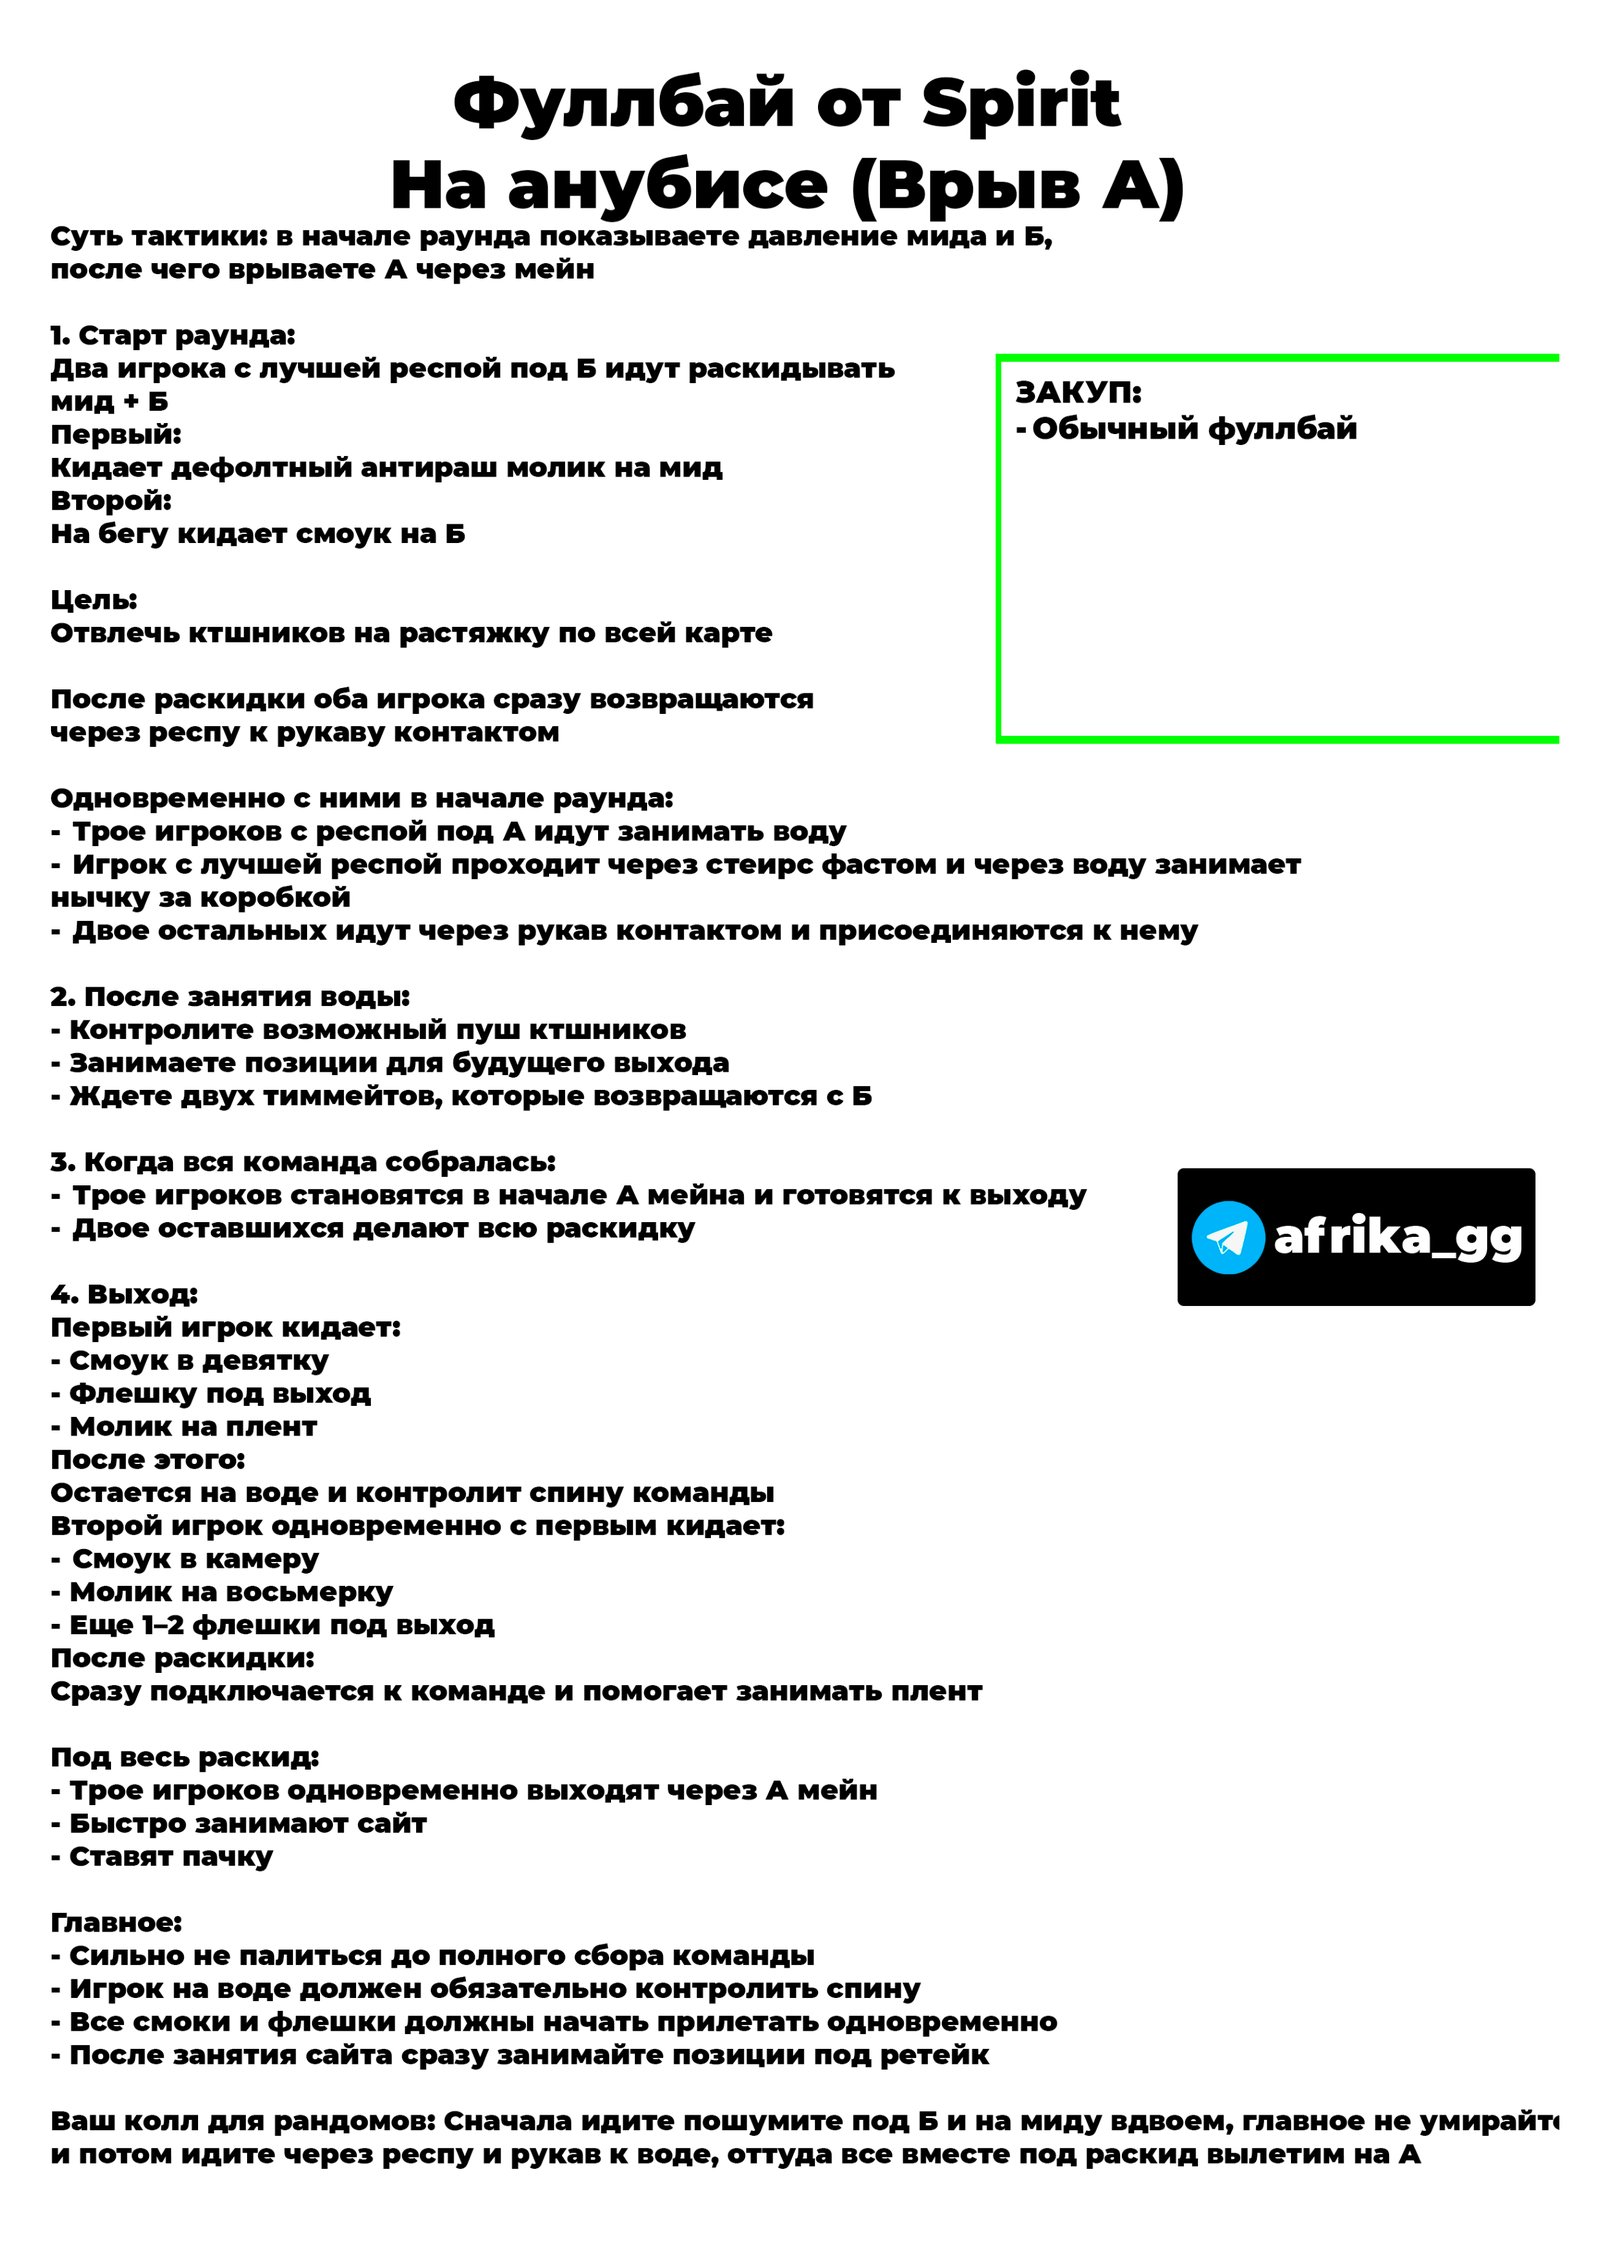 Фуллбай от Spirit
На анубисе (Врыв А)
Суть тактики: в начале раунда показываете давление мида и Б,
после чего врываете А через мейн
1. Старт раунда:
Два игрока с лучшей респой под Б идут раскидывать
мид + Б
Первый:
Кидает дефолтный антираш молик на мид
Второй:
На бегу кидает смоук на Б
Цель:
Отвлечь ктшников на растяжку по всей карте
После раскидки оба игрока сразу возвращаются
через респу к рукаву контактом
ЗАКУП:
- Обычный фуллбай
Одновременно с ними в начале раунда:
- Трое игроков с респой под А идут занимать воду
- Игрок с лучшей респой проходит через стеирс фастом и через воду занимает
нычку за коробкой
- Двое остальных идут через рукав контактом и присоединяются к нему
2. После занятия воды:
- Контролите возможный пуш ктшников
- Занимаете позиции для будущего выхода
- Ждете двух тиммейтов, которые возвращаются с Б
3. Когда вся команда собралась:
- Трое игроков становятся в начале А мейна и готовятся к выходу
- Двое оставшихся делают всю раскидку
afrika_gg
4. Выход:
Первый игрок кидает:
- Смоук в девятку
- Флешку под выход
- Молик на плент
После этого:
Остается на воде и контролит спину команды
Второй игрок одновременно с первым кидает:
- Смоук в камеру
- Молик на восьмерку
- Еще 1–2 флешки под выход
После раскидки:
Сразу подключается к команде и помогает занимать плент
Под весь раскид:
- Трое игроков одновременно выходят через А мейн
- Быстро занимают сайт
- Ставят пачку
Главное:
- Сильно не палиться до полного сбора команды
- Игрок на воде должен обязательно контролить спину
- Все смоки и флешки должны начать прилетать одновременно
- После занятия сайта сразу занимайте позиции под ретейк
Ваш колл для рандомов: Сначала идите пошумите под Б и на миду вдвоем, главное не умирайте
и потом идите через респу и рукав к воде, оттуда все вместе под раскид вылетим на А